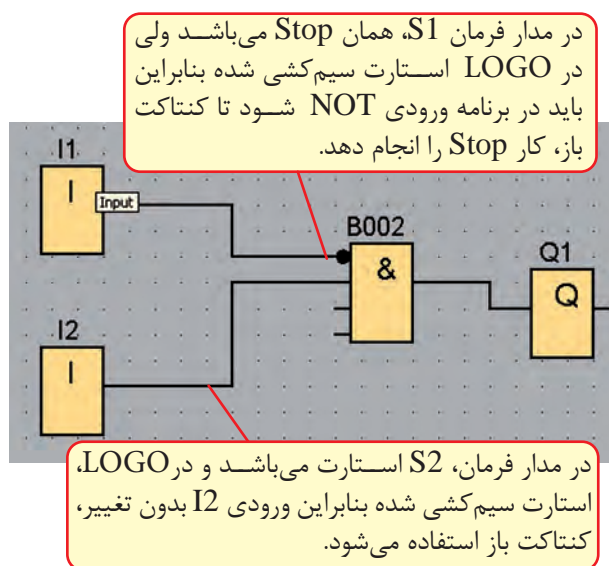 در مدار فرمان S1، همان Stop می‌باشد ولی
در LOGO استارت سیم‌کشی شده بنابراین
باید در برنامه ورودی NOT شود تا کنتاکت
باز، کار Stop را انجام دهد.
I1
I
Input
B002
&
Q1
Q
I2
I
در مدار فرمان، S2 استارت می‌باشد و در LOGO،
استارت سیم‌کشی شده بنابراین ورودی I2 بدون تغییر،
کنتاکت باز استفاده می‌شود.